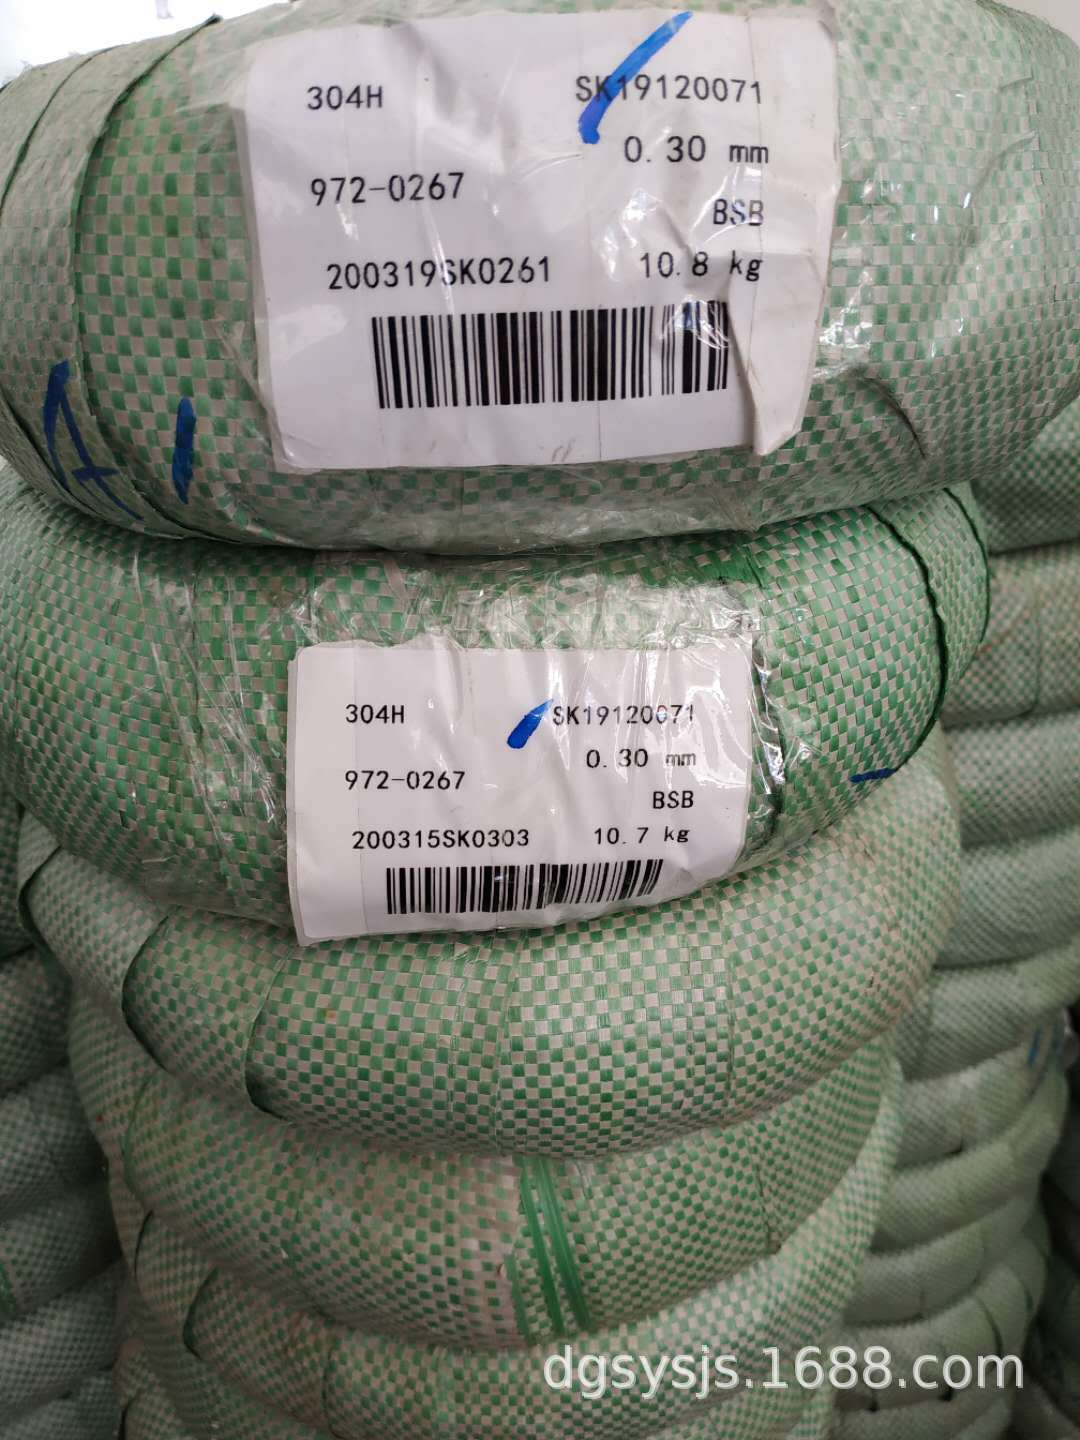 304H SK19120071
0.30 mm
972-0267
BSB
200319SK0261 10.8 kg
A1
304H SK19120071
0.30 mm
972-0267
BSB
200315SK0303 10.7 kg
dgsysjs.1688.com